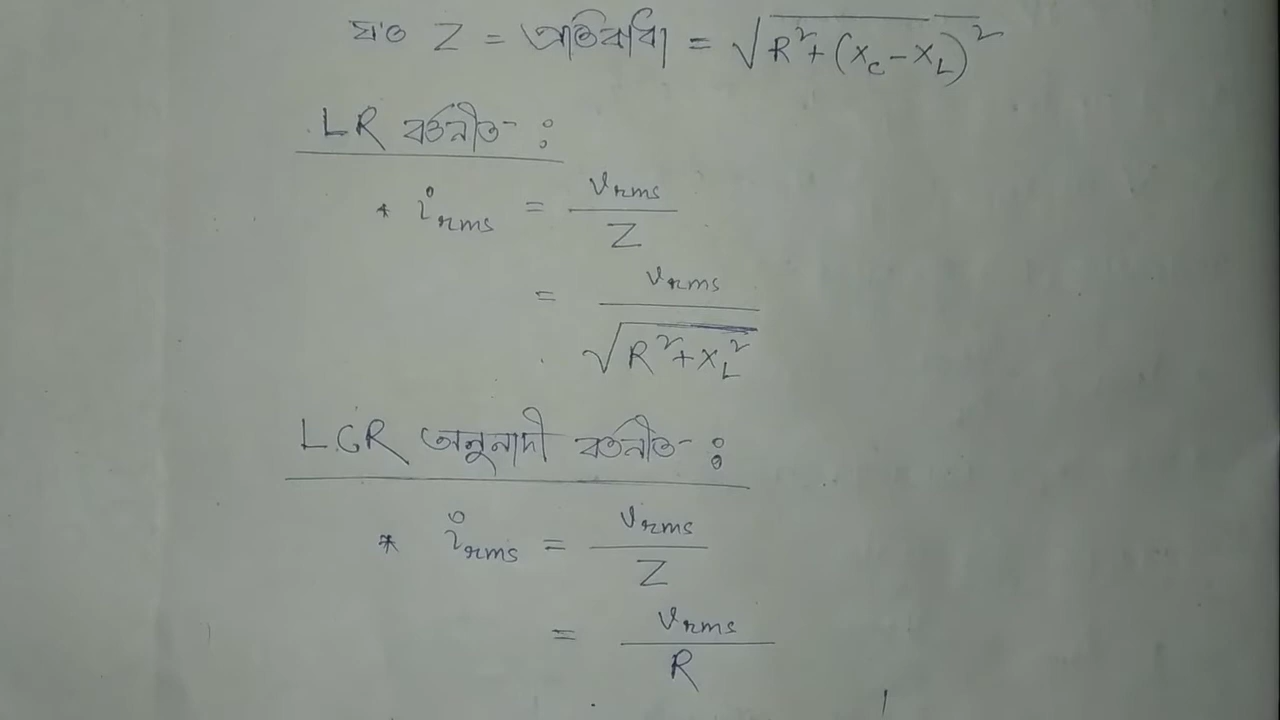 য'ত Z = প্ৰতিবাধা = √(R² + (X_C - X_L)²)
LR বৰ্তনীত :
* i_rms = V_rms / Z
= V_rms / √(R² + X_L²)
LCR অনুনাদী বৰ্তনীত :
* i_rms = V_rms / Z
= V_rms / R